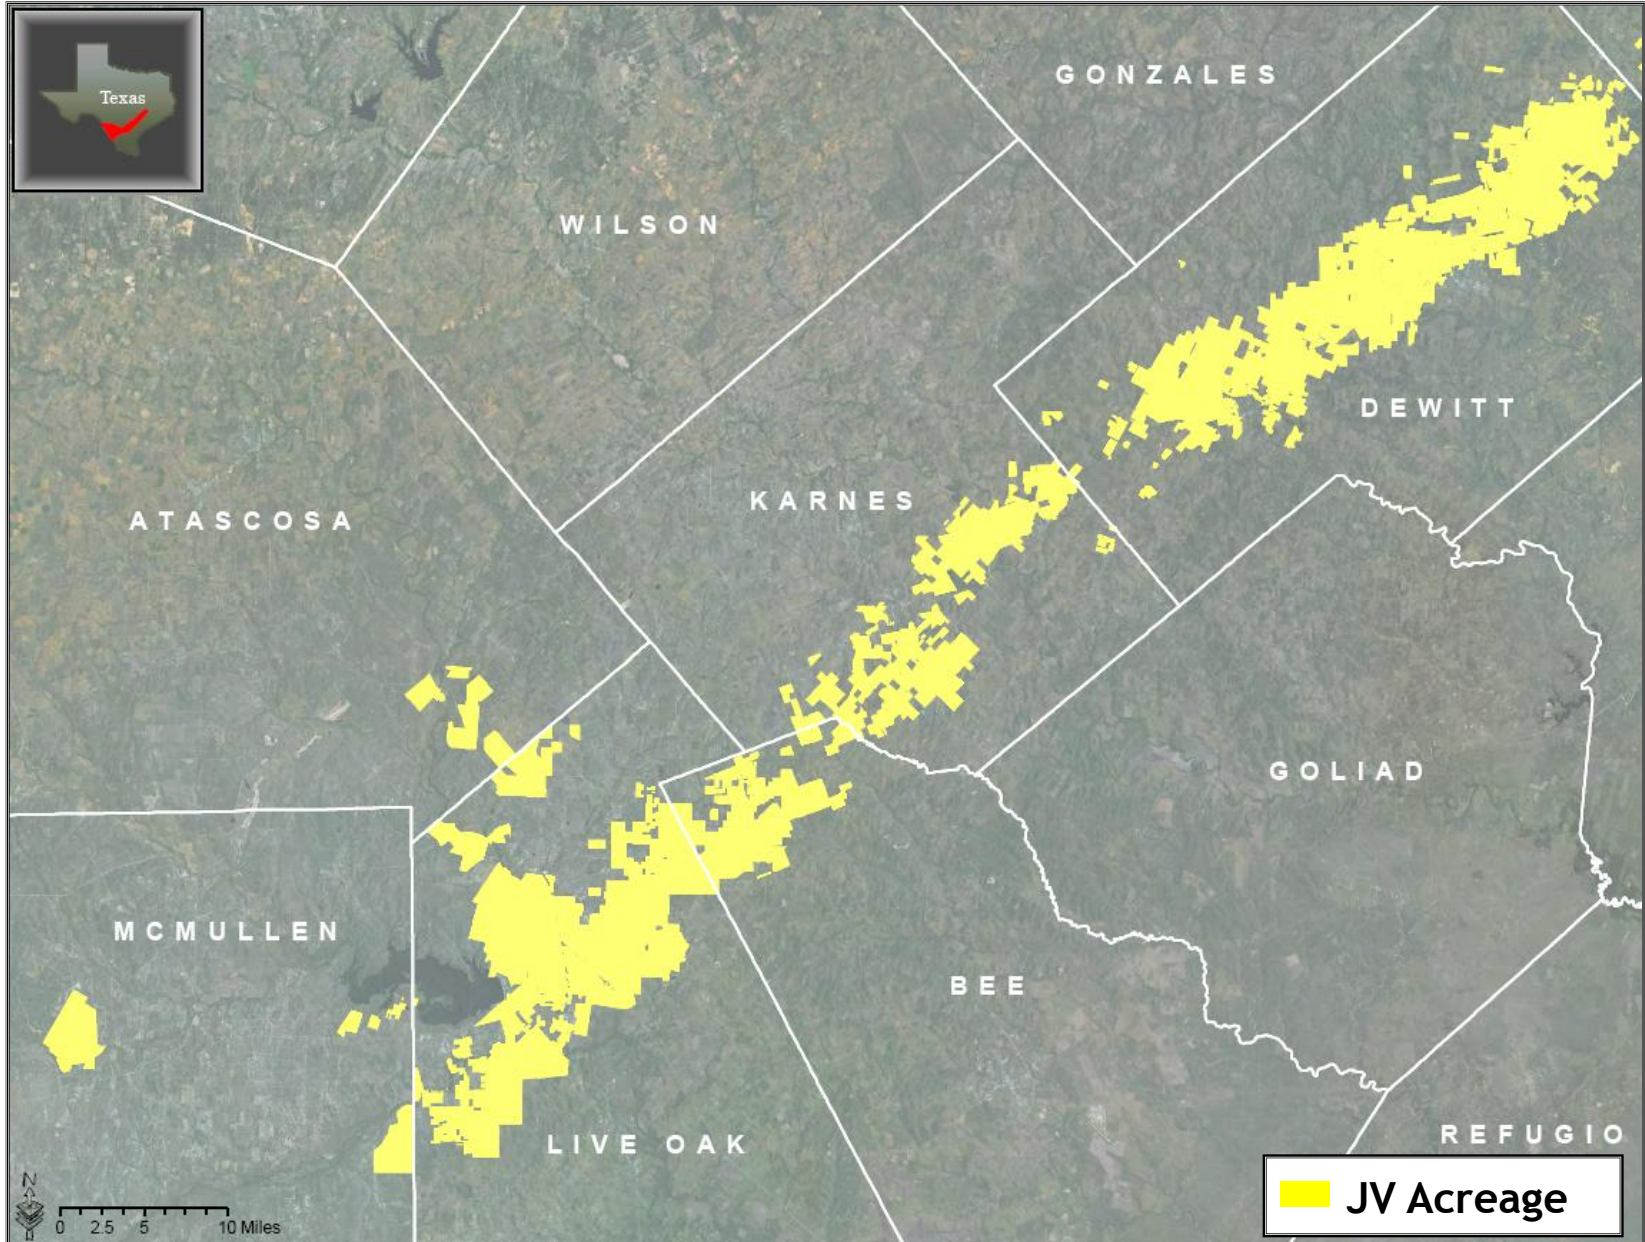 Texas
GONZALES
WILSON
DEWITT
KARNES
ATASCOSA
GOLIAD
MCMULLEN
BEE
LIVE OAK
REFUGIO
N
0 2.5 5 10 Miles
JV Acreage